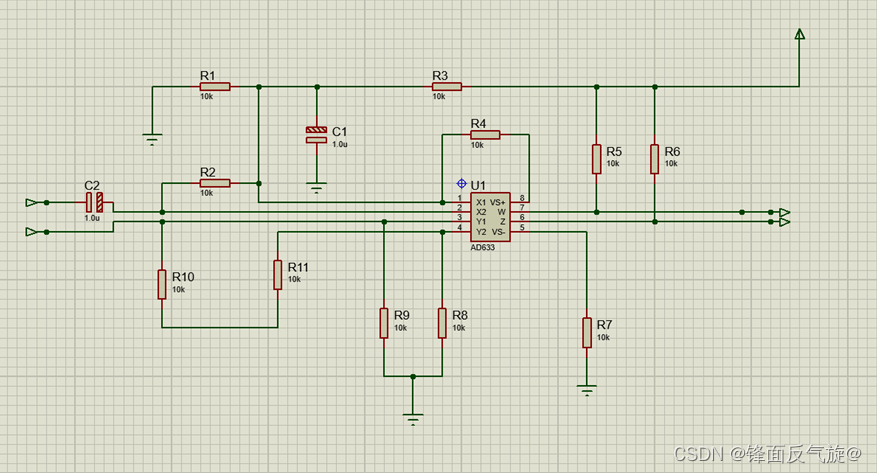 R1
10k
R3
10k
C1
1.0u
R4
10k
R5
10k
R6
10k
R2
10k
C2
1.0u
U1
1 X1 VS+ 8
2 X2 W 7
3 Y1 Z 6
4 Y2 VS- 5
AD633
R10
10k
R11
10k
R9
10k
R8
10k
R7
10k
CSDN @锋面反气旋@